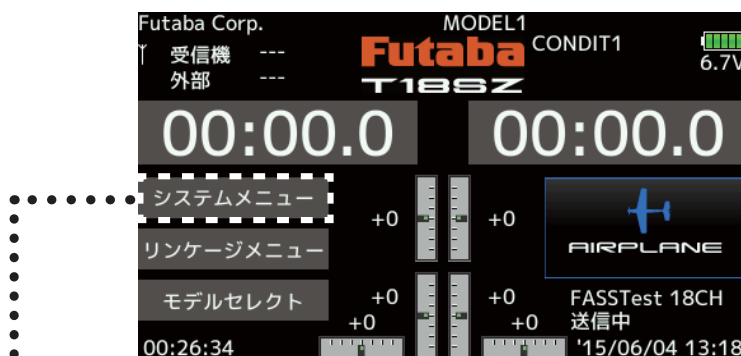 Futaba Corp.
MODEL1
受信機 ---
外部 ---
Futaba
T18SZ
CONDIT1
6.7V
00:00.0
00:00.0
システムメニュー
リンケージメニュー
モデルセレクト
00:26:34
+0
+0
+0
+0
+0
+0
AIRPLANE
FASSTest 18CH
送信中
'15/06/04 13:18